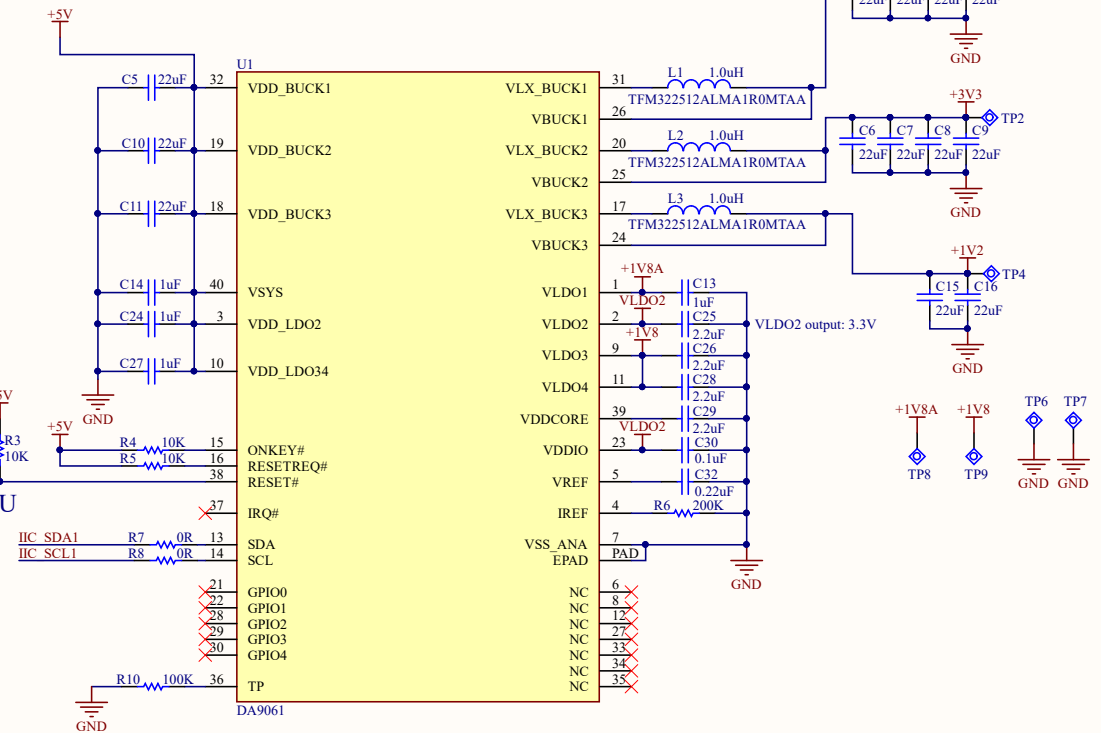 +5V
22uF 22uF 22uF 22uF
GND
U1
C5 22uF 32 VDD_BUCK1 VLX_BUCK1 31 L1 1.0uH
TFM322512ALMA1R0MTAA
+3V3
VBUCK1 26
TP2
C10 22uF 19 VDD_BUCK2 VLX_BUCK2 20 L2 1.0uH
C6 C7 C8 C9
22uF 22uF 22uF 22uF
TFM322512ALMA1R0MTAA
VBUCK2 25
GND
C11 22uF 18 VDD_BUCK3 VLX_BUCK3 17 L3 1.0uH
TFM322512ALMA1R0MTAA
VBUCK3 24
+1V2
TP4
+1V8A
C14 1uF 40 VSYS VLDO1 1 C13
1uF
C15 C16
22uF 22uF
VLDO2
C24 1uF 3 VDD_LDO2 VLDO2 2 C25
2.2uF
VLDO2 output: 3.3V
+1V8
VLDO3 9 C26
2.2uF
GND
C27 1uF 10 VDD_LDO34 VLDO4 11 C28
2.2uF
GND
5V
R3
10K
U
VDDCORE 39 C29
2.2uF
+1V8A +1V8 TP6 TP7
TP8 TP9 GND GND
+5V
VLDO2
R4 10K 15 ONKEY# VDDIO 23 C30
0.1uF
R5 10K 16 RESETREQ#
38 RESET# VREF 5 C32
0.22uF
37 IRQ# IREF 4 R6 200K
IIC_SDA1 R7 0R 13 SDA VSS_ANA 7
IIC_SCL1 R8 0R 14 SCL EPAD PAD
GND
21 GPIO0 NC 6
22 GPIO1 NC 8
28 GPIO2 NC 12
29 GPIO3 NC 27
30 GPIO4 NC 33
NC 34
R10 100K 36 TP NC 35
DA9061
GND